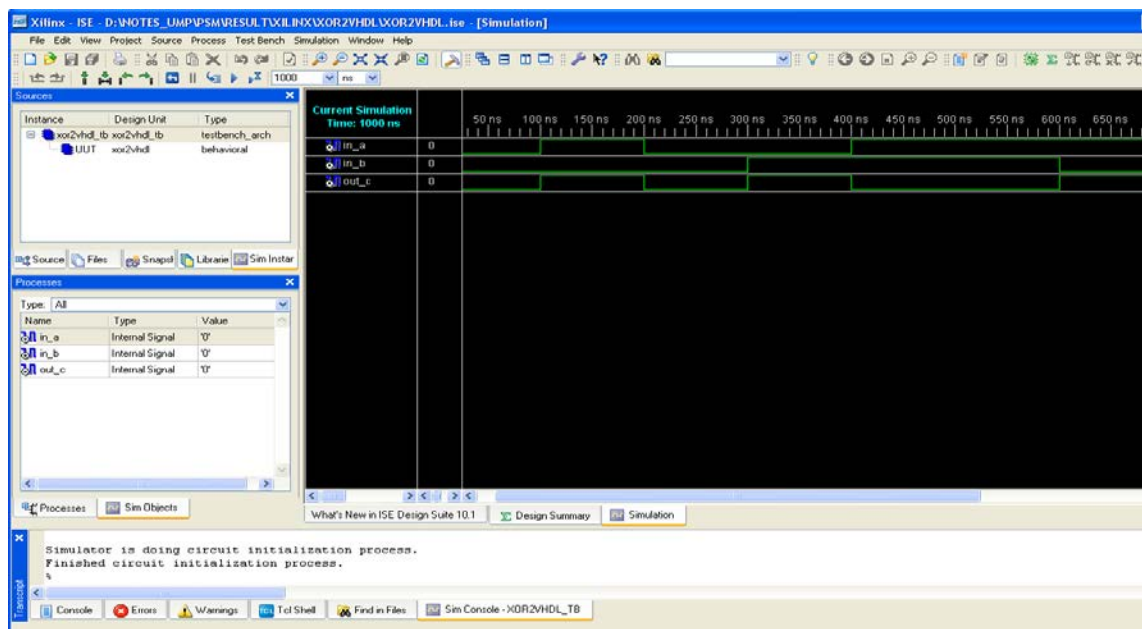 Xilinx - ISE - D:\NOTES_UMP\PSM\RESULT\XILINX\XOR2VHDL\XOR2VHDL.ise - [Simulation]
File Edit View Project Source Process Test Bench Simulation Window Help
1000 ns
Sources
Instance Design Unit Type
xor2vhdl_tb xor2vhdl_tb testbench_arch
UUT xor2vhdl behavioral
Source Files Snapsl Librarie Sim Instar
Processes
Type: All
Name Type Value
in_a Internal Signal '0'
in_b Internal Signal '0'
out_c Internal Signal '0'
Processes Sim Objects
Current Simulation
Time: 1000 ns
50 ns 100 ns 150 ns 200 ns 250 ns 300 ns 350 ns 400 ns 450 ns 500 ns 550 ns 600 ns 650 ns
in_a 0
in_b 0
out_c 0
What's New in ISE Design Suite 10.1 Design Summary Simulation
Simulator is doing circuit initialization process.
Finished circuit initialization process.
%
Transcript
Console Errors Warnings Tcl Shell Find in Files Sim Console - XOR2VHDL_TB